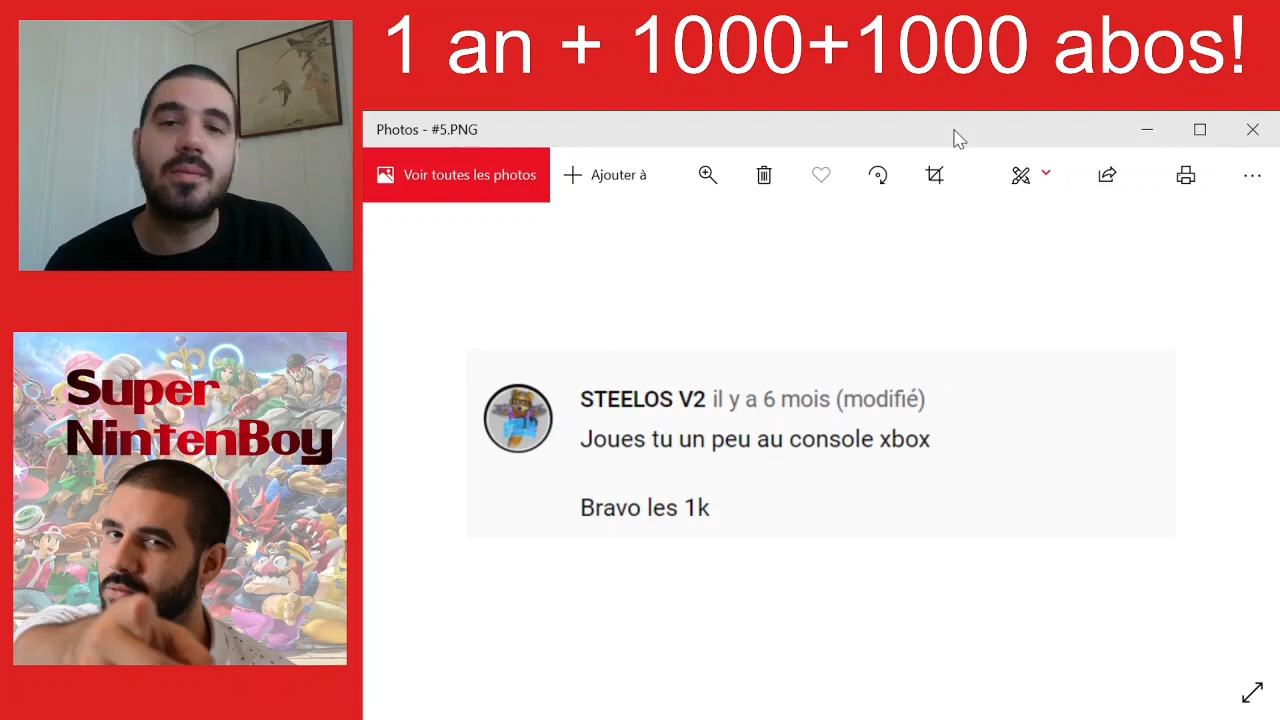 1 an + 1000+1000 abos!
Photos - #5.PNG
Voir toutes les photos
Ajouter à
STEELOS V2 il y a 6 mois (modifié)
Joues tu un peu au console xbox
Bravo les 1k
Super
NintenBoy